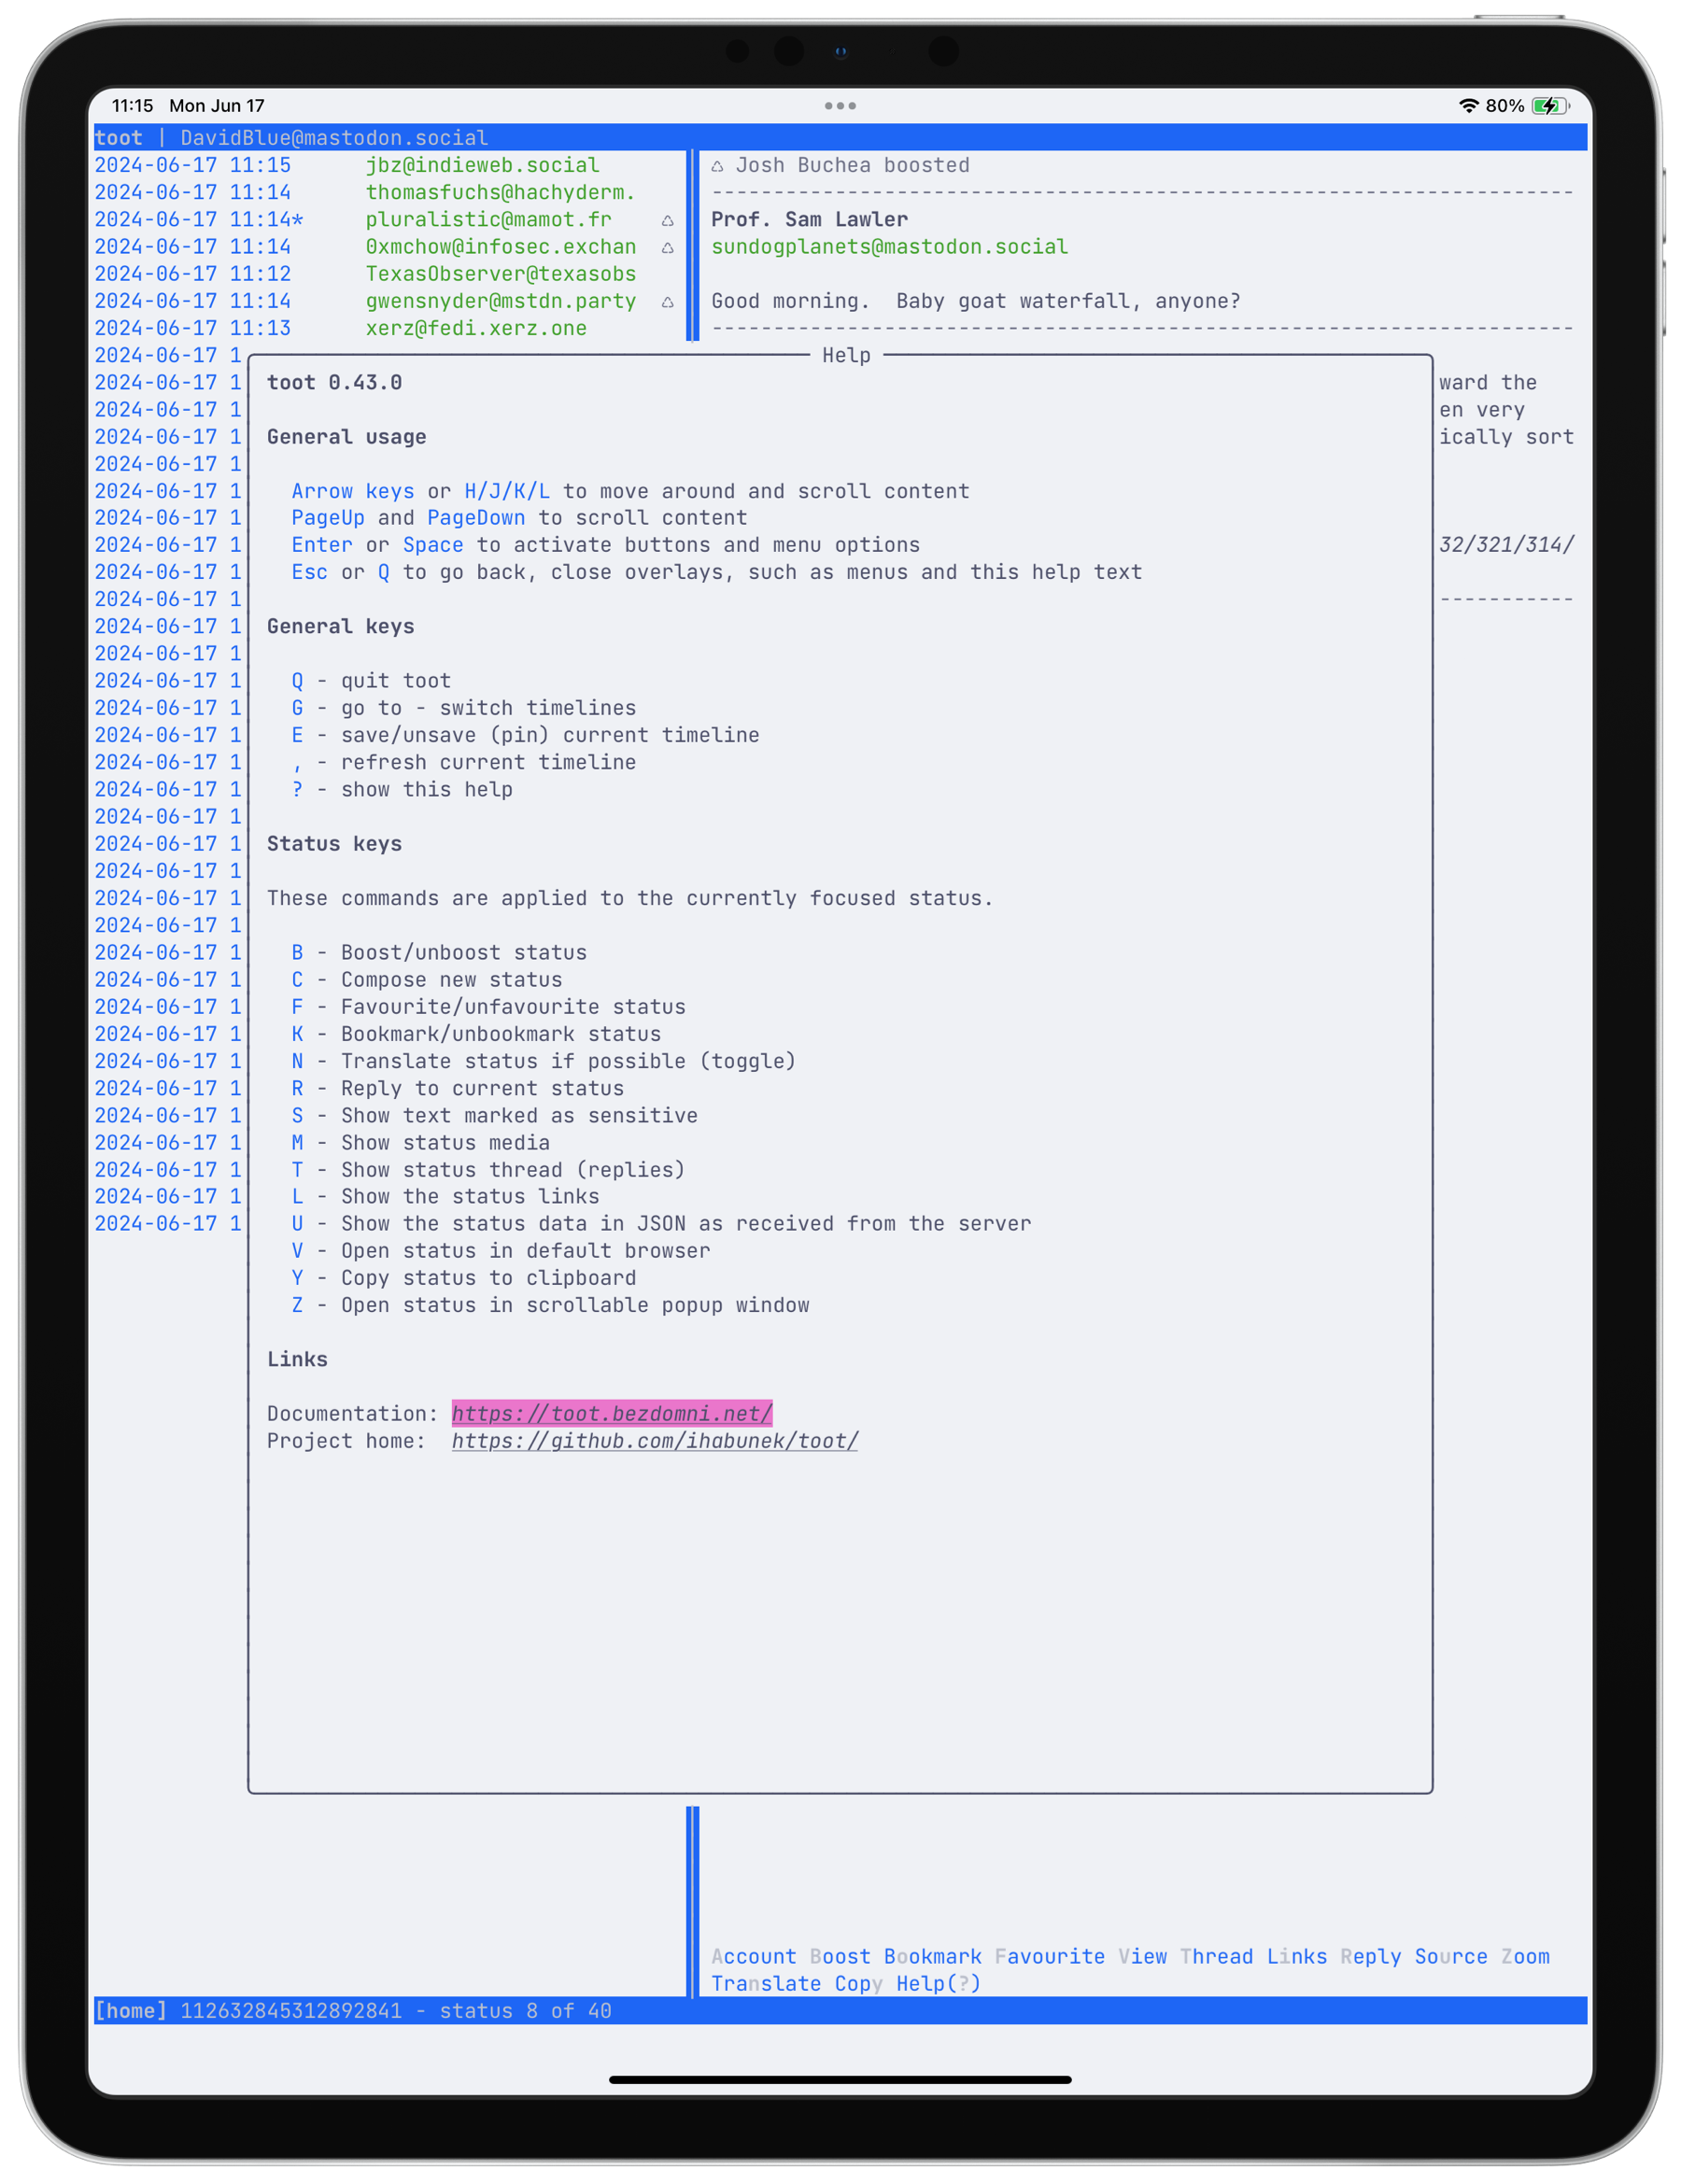 11:15 Mon Jun 17 80%
toot | DavidBlue@mastodon.social
2024-06-17 11:15 jbz@indieweb.social ♺ Josh Buchea boosted
2024-06-17 11:14 thomasfuchs@hachyderm. ----------------------------------------------------------------------
2024-06-17 11:14* pluralistic@mamot.fr ♺ Prof. Sam Lawler
2024-06-17 11:14 0xmchow@infosec.exchan ♺ sundogplanets@mastodon.social
2024-06-17 11:12 TexasObserver@texasobs
2024-06-17 11:14 gwensnyder@mstdn.party ♺ Good morning.  Baby goat waterfall, anyone?
2024-06-17 11:13 xerz@fedi.xerz.one ----------------------------------------------------------------------
2024-06-17 1 Help
2024-06-17 1 toot 0.43.0 ward the
2024-06-17 1 en very
2024-06-17 1 General usage ically sort
2024-06-17 1
2024-06-17 1 Arrow keys or H/J/K/L to move around and scroll content
2024-06-17 1 PageUp and PageDown to scroll content
2024-06-17 1 Enter or Space to activate buttons and menu options 32/321/314/
2024-06-17 1 Esc or Q to go back, close overlays, such as menus and this help text
2024-06-17 1 -----------
2024-06-17 1 General keys
2024-06-17 1
2024-06-17 1 Q - quit toot
2024-06-17 1 G - go to - switch timelines
2024-06-17 1 E - save/unsave (pin) current timeline
2024-06-17 1 , - refresh current timeline
2024-06-17 1 ? - show this help
2024-06-17 1
2024-06-17 1 Status keys
2024-06-17 1
2024-06-17 1 These commands are applied to the currently focused status.
2024-06-17 1
2024-06-17 1 B - Boost/unboost status
2024-06-17 1 C - Compose new status
2024-06-17 1 F - Favourite/unfavourite status
2024-06-17 1 K - Bookmark/unbookmark status
2024-06-17 1 N - Translate status if possible (toggle)
2024-06-17 1 R - Reply to current status
2024-06-17 1 S - Show text marked as sensitive
2024-06-17 1 M - Show status media
2024-06-17 1 T - Show status thread (replies)
2024-06-17 1 L - Show the status links
2024-06-17 1 U - Show the status data in JSON as received from the server
V - Open status in default browser
Y - Copy status to clipboard
Z - Open status in scrollable popup window
Links
Documentation: https://toot.bezdomni.net/
Project home: https://github.com/ihabunek/toot/
Account Boost Bookmark Favourite View Thread Links Reply Source Zoom
Translate Copy Help(?)
[home] 112632845312892841 - status 8 of 40